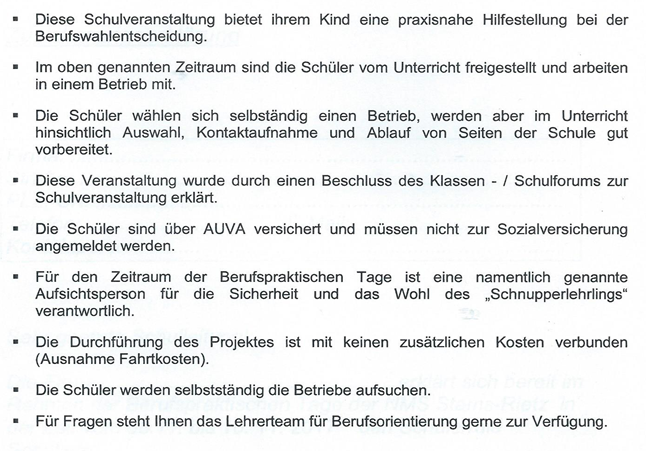 ▪ Diese Schulveranstaltung bietet ihrem Kind eine praxisnahe Hilfestellung bei der
Berufswahlentscheidung.
▪ Im oben genannten Zeitraum sind die Schüler vom Unterricht freigestellt und arbeiten
in einem Betrieb mit.
▪ Die Schüler wählen sich selbständig einen Betrieb, werden aber im Unterricht
hinsichtlich Auswahl, Kontaktaufnahme und Ablauf von Seiten der Schule gut
vorbereitet.
▪ Diese Veranstaltung wurde durch einen Beschluss des Klassen - / Schulforums zur
Schulveranstaltung erklärt.
▪ Die Schüler sind über AUVA versichert und müssen nicht zur Sozialversicherung
angemeldet werden.
▪ Für den Zeitraum der Berufspraktischen Tage ist eine namentlich genannte
Aufsichtsperson für die Sicherheit und das Wohl des „Schnupperlehrlings“
verantwortlich.
▪ Die Durchführung des Projektes ist mit keinen zusätzlichen Kosten verbunden
(Ausnahme Fahrtkosten).
▪ Die Schüler werden selbstständig die Betriebe aufsuchen.
▪ Für Fragen steht Ihnen das Lehrerteam für Berufsorientierung gerne zur Verfügung.